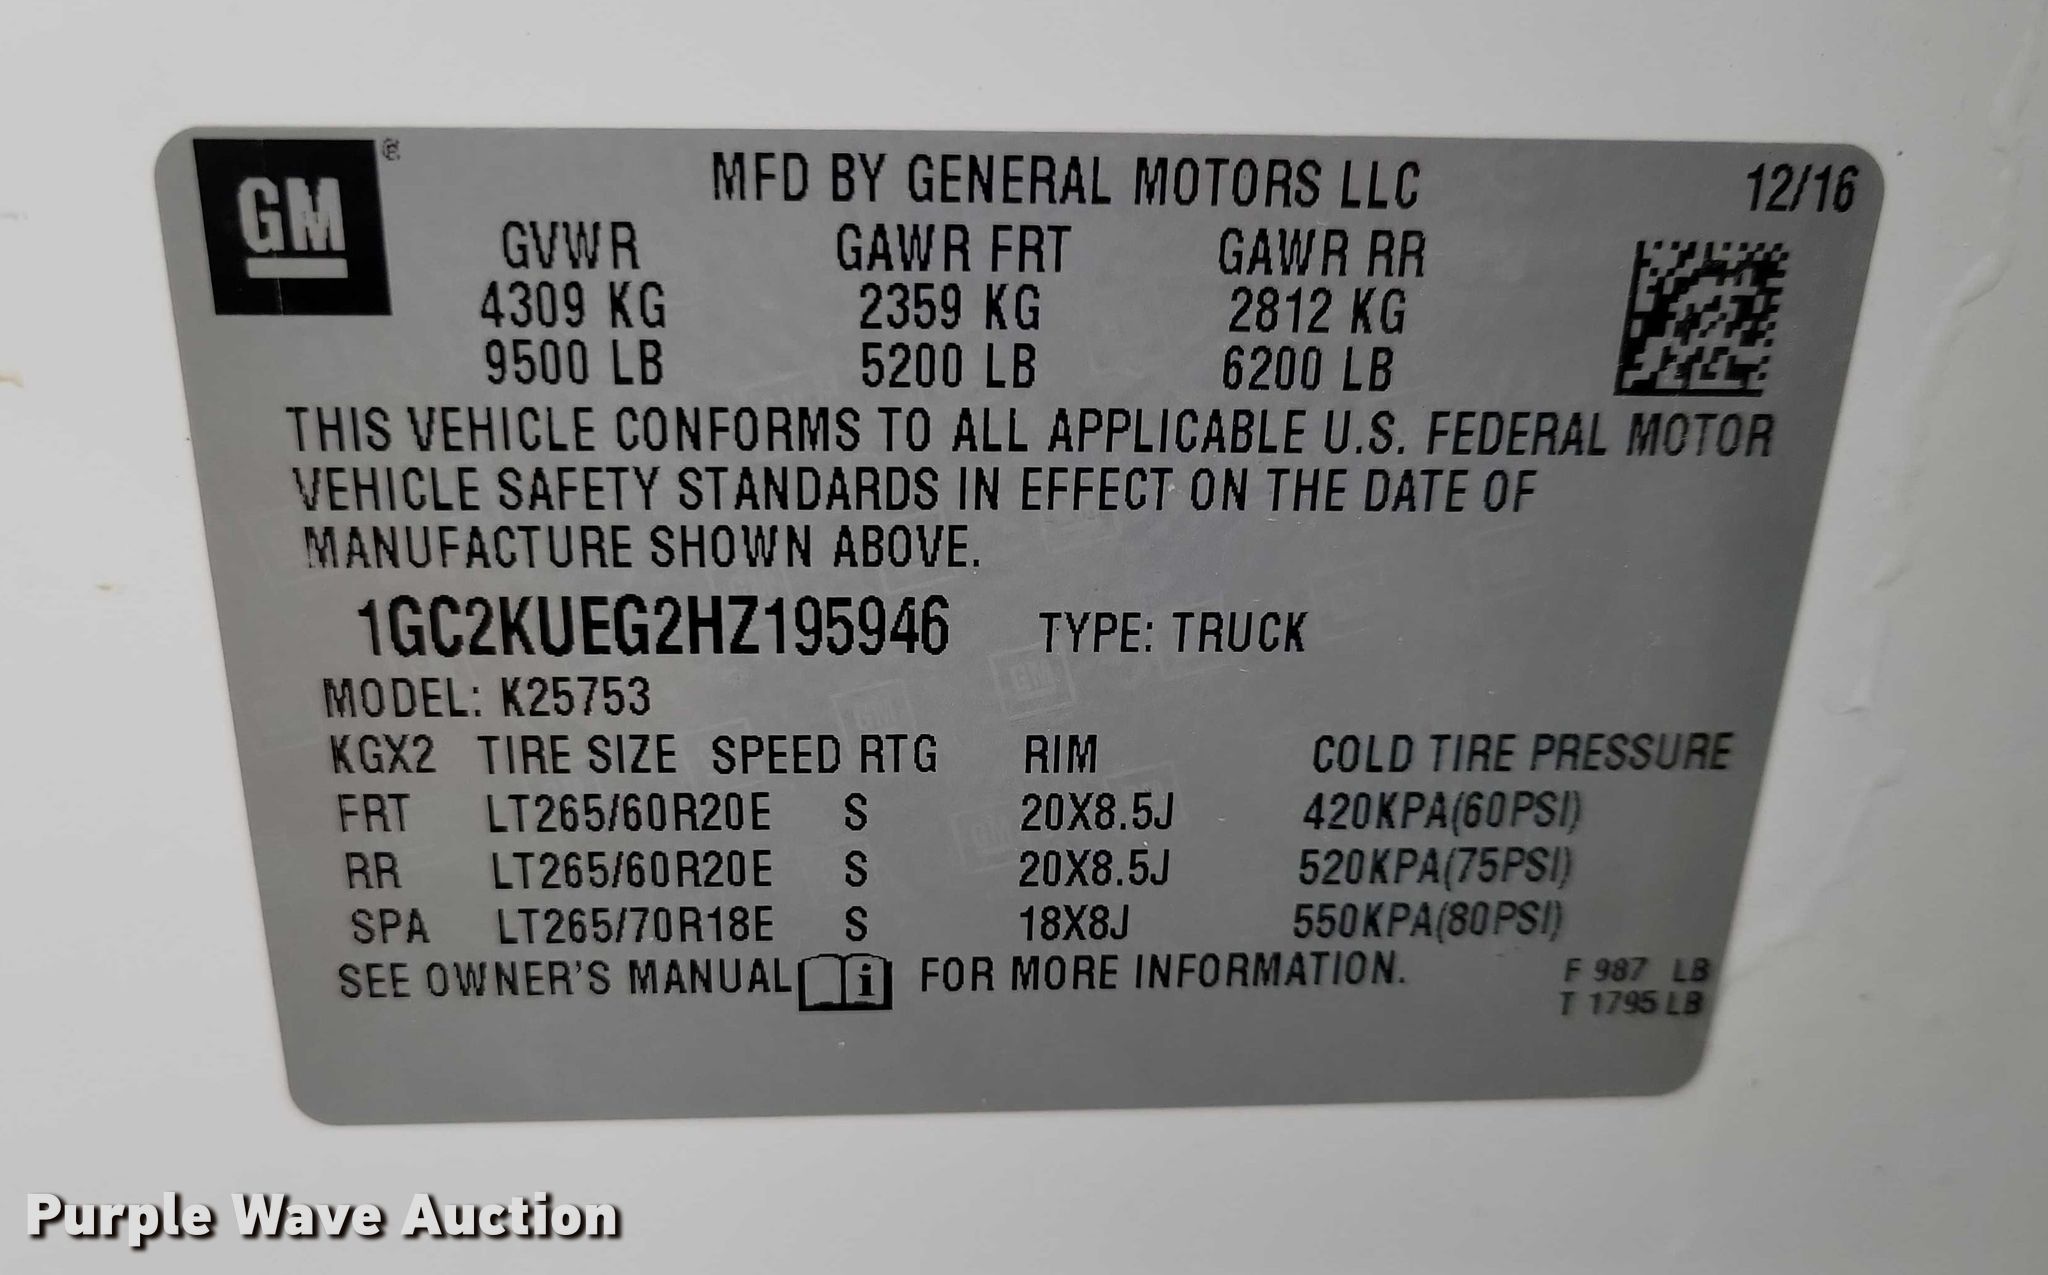 GM ® MFD BY GENERAL MOTORS LLC 12/16
GVWR GAWR FRT GAWR RR
4309 KG 2359 KG 2812 KG
9500 LB 5200 LB 6200 LB
THIS VEHICLE CONFORMS TO ALL APPLICABLE U.S. FEDERAL MOTOR
VEHICLE SAFETY STANDARDS IN EFFECT ON THE DATE OF
MANUFACTURE SHOWN ABOVE.
1GC2KUEG2HZ195946 TYPE: TRUCK
MODEL: K25753
KGX2 TIRE SIZE SPEED RTG RIM COLD TIRE PRESSURE
FRT LT265/60R20E S 20X8.5J 420KPA(60PSI)
RR LT265/60R20E S 20X8.5J 520KPA(75PSI)
SPA LT265/70R18E S 18X8J 550KPA(80PSI)
SEE OWNER'S MANUAL i FOR MORE INFORMATION.
F 987 LB
T 1795 LB
Purple Wave Auction